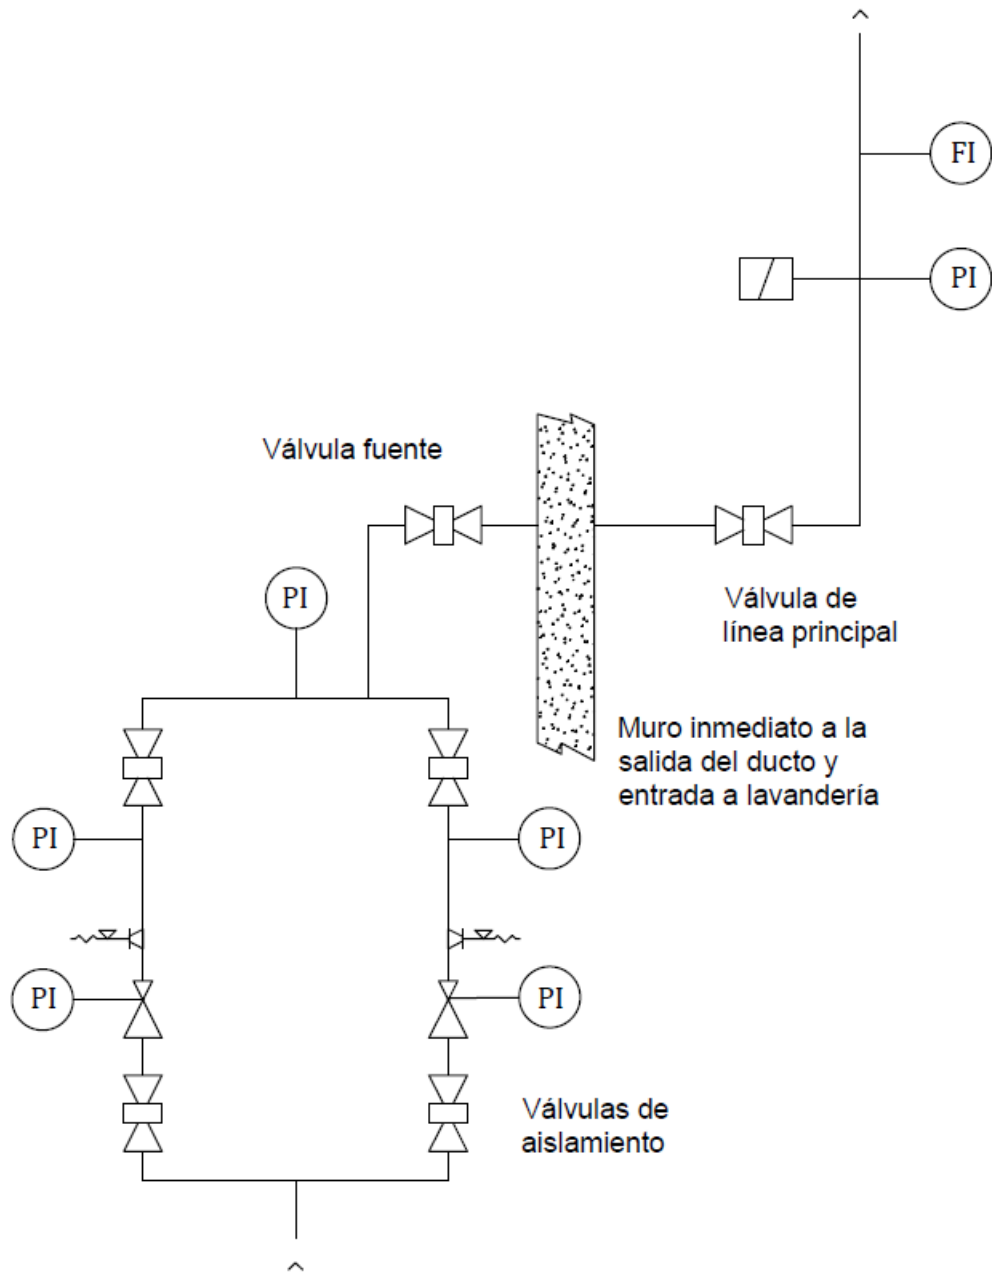 FI
PI
Válvula fuente
PI
Válvula de
línea principal
Muro inmediato a la
salida del ducto y
entrada a lavandería
PI
PI
PI
PI
Válvulas de
aislamiento